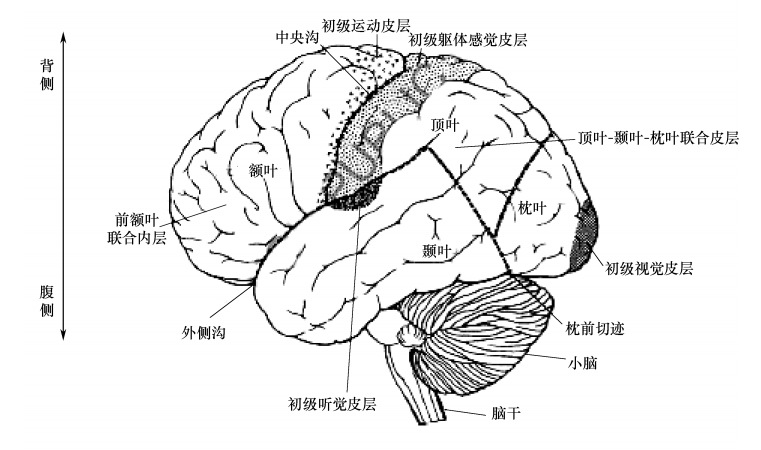 初级运动皮层
中央沟
初级躯体感觉皮层
背
侧
顶叶
顶叶-颞叶-枕叶联合皮层
额叶
枕叶
前额叶
联合内层
颞叶
初级视觉皮层
腹
侧
外侧沟
枕前切迹
小脑
初级听觉皮层
脑干